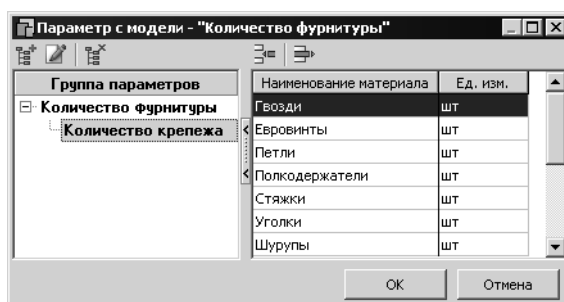 Параметр с модели - "Количество фурнитуры"
Группа параметров
Количество фурнитуры
Количество крепежа
Наименование материала Ед. изм.
Гвозди шт
Евровинты шт
Петли шт
Полкодержатели шт
Стяжки шт
Уголки шт
Шурупы шт
ОК Отмена